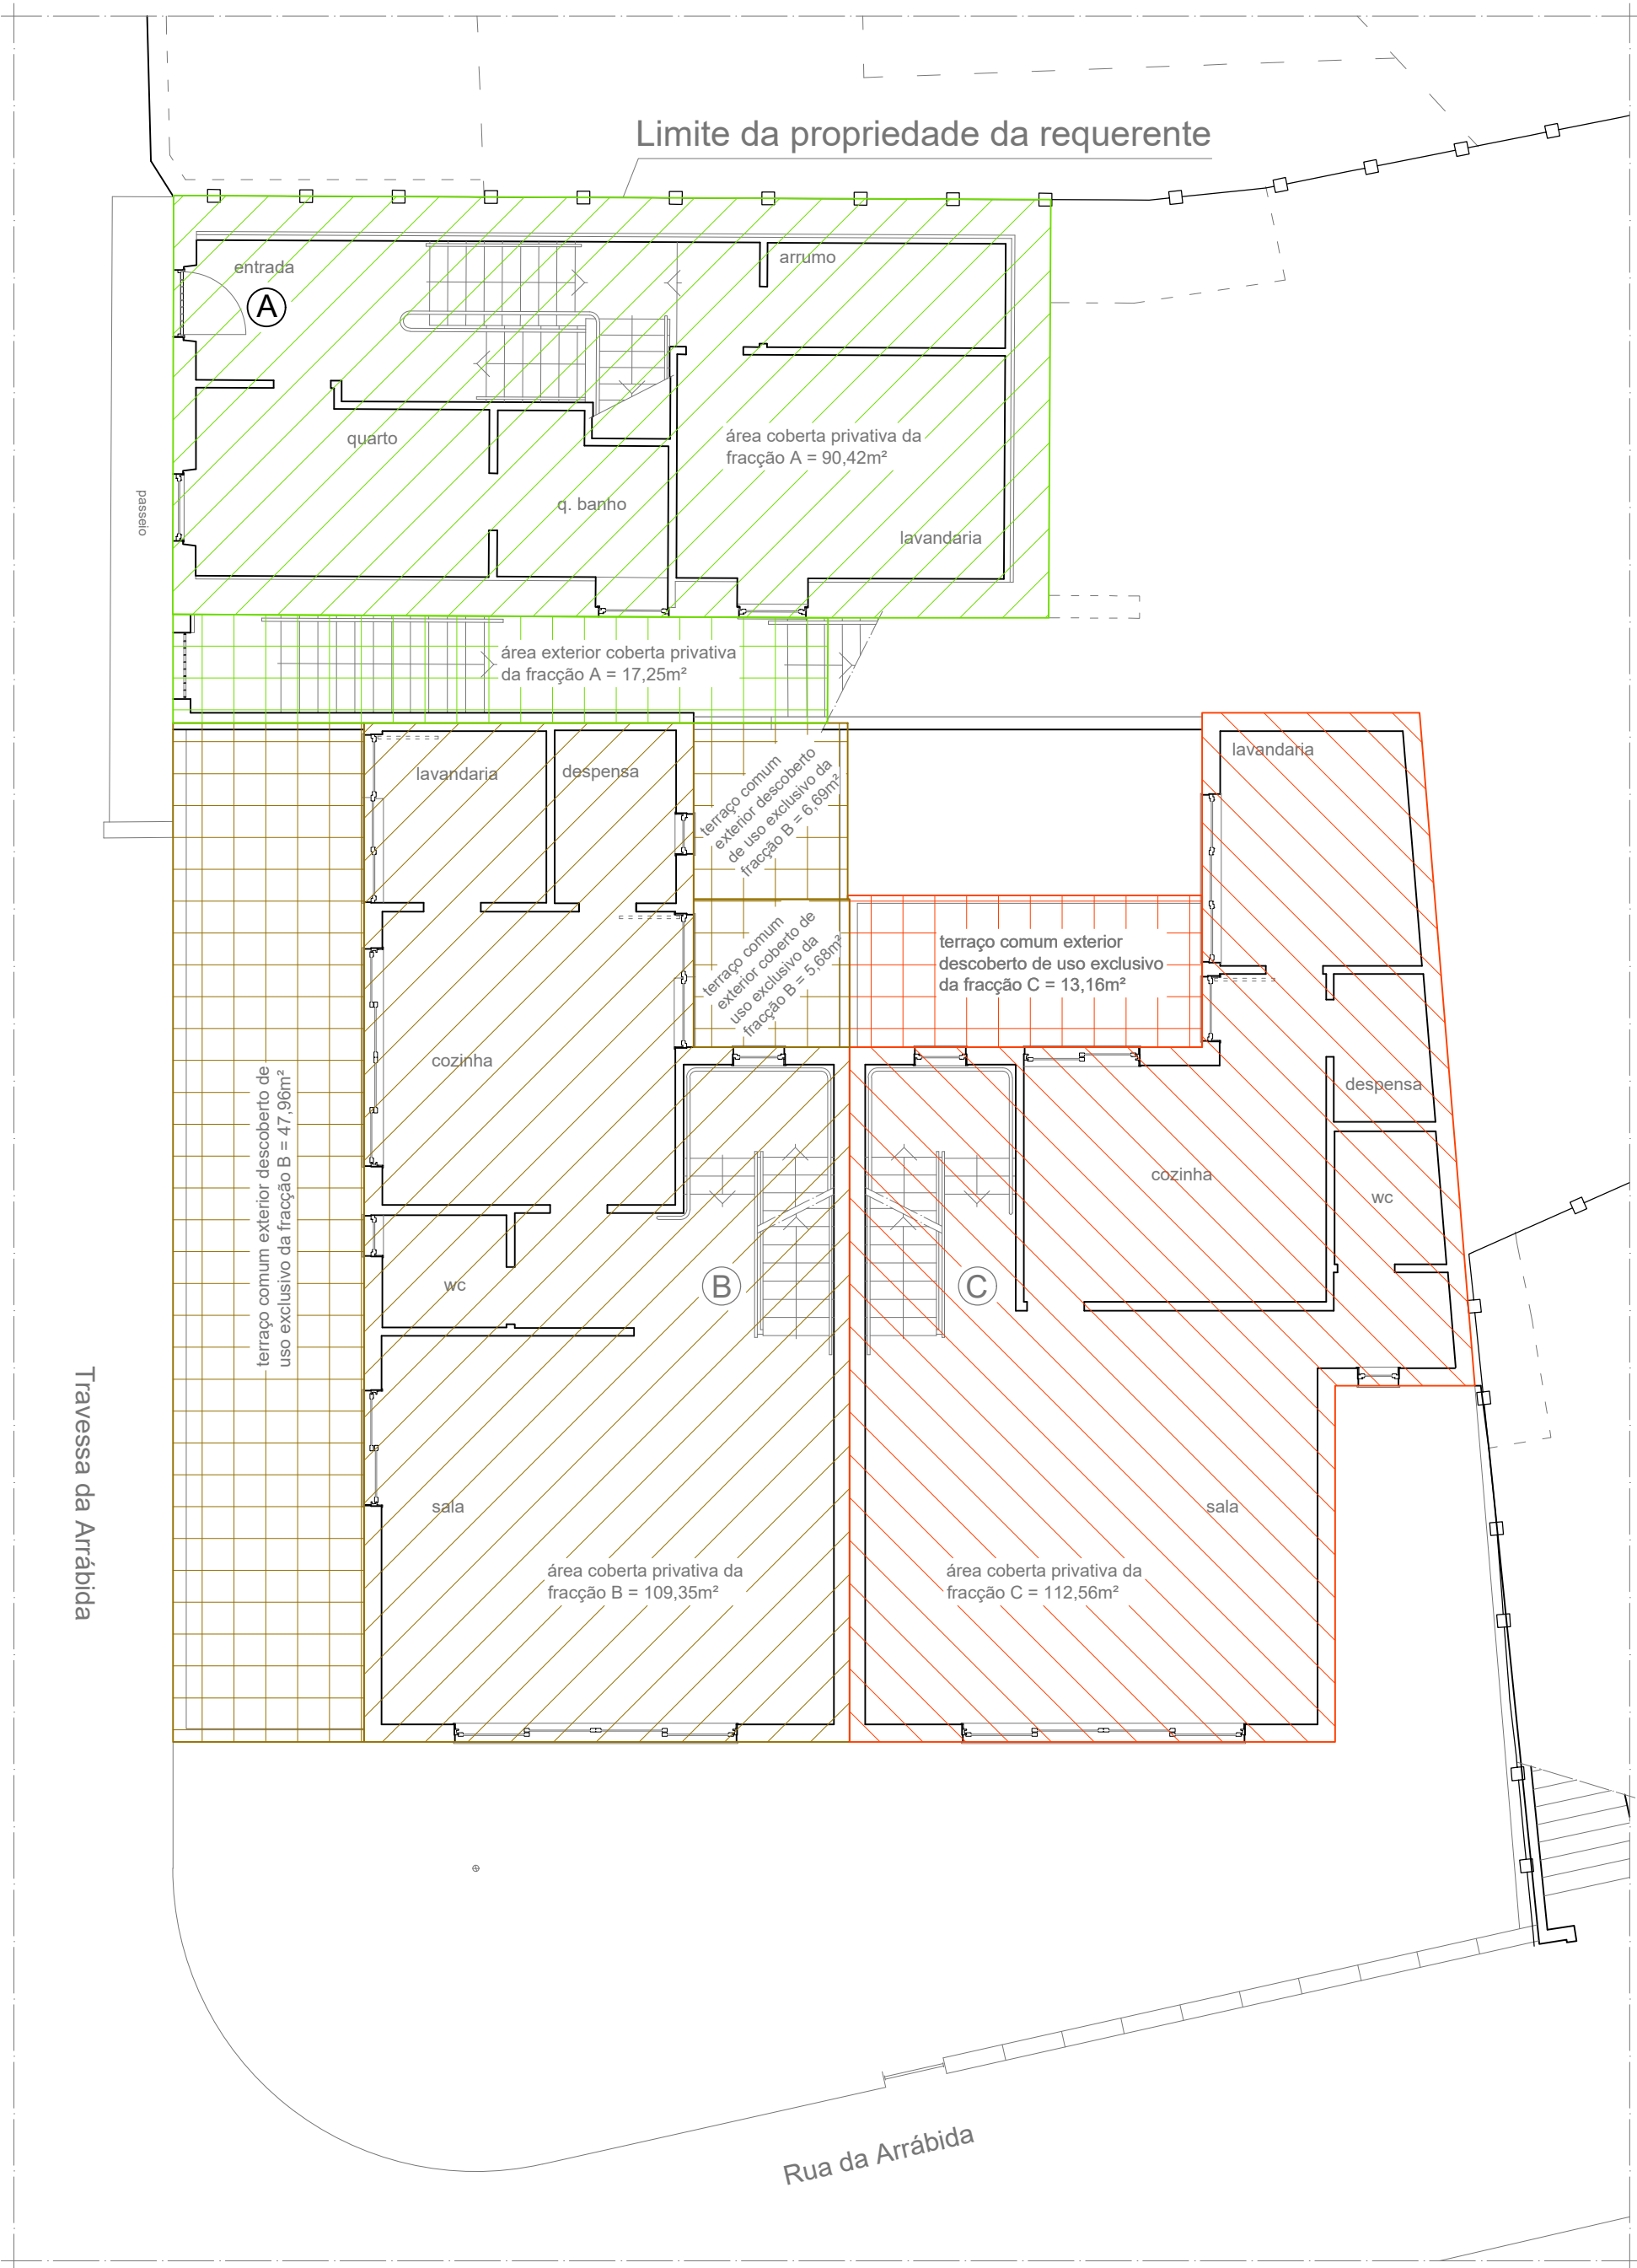 Limite da propriedade da requerente
entrada
A
arrumo
quarto
área coberta privativa da
fracção A = 90,42m²
q. banho
lavandaria
passeio
área exterior coberta privativa
da fracção A = 17,25m²
lavandaria
despensa
terraço comum
exterior descoberto
de uso exclusivo da
fracção B = 6,69m²
lavandaria
terraço comum
exterior coberto de
uso exclusivo da
fracção B = 5,68m²
terraço comum exterior
descoberto de uso exclusivo
da fracção C = 13,16m²
cozinha
despensa
terraço comum exterior descoberto de
uso exclusivo da fracção B = 47,96m²
cozinha
wc
wc
B
C
Travessa da Arrábida
sala
sala
área coberta privativa da
fracção B = 109,35m²
área coberta privativa da
fracção C = 112,56m²
Rua da Arrábida